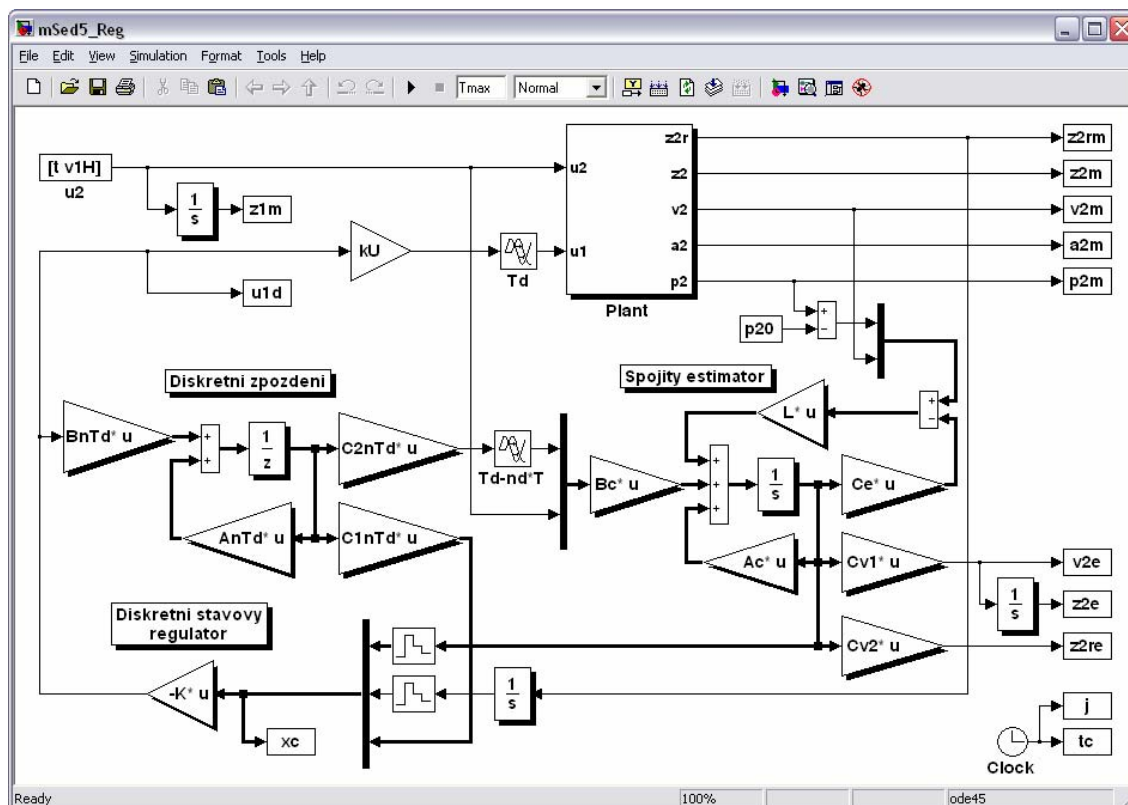 mSed5_Reg
File Edit View Simulation Format Tools Help
Tmax Normal
z2r z2rm
[t v1H] u2 z2 z2m
u2
1
s
z1m v2 v2m
kU Td u1 a2 a2m
u1d p2 p2m
Plant
p20
Diskretni zpozdeni Spojity estimator
L* u
BnTd* u 1
z
C2nTd* u Td-nd*T Bc* u 1
s
Ce* u
AnTd* u C1nTd* u Ac* u Cv1* u v2e
1
s
z2e
Diskretni stavovy
regulator
Cv2* u z2re
-K* u 1
s
j
xc tc
Clock
Ready 100% ode45